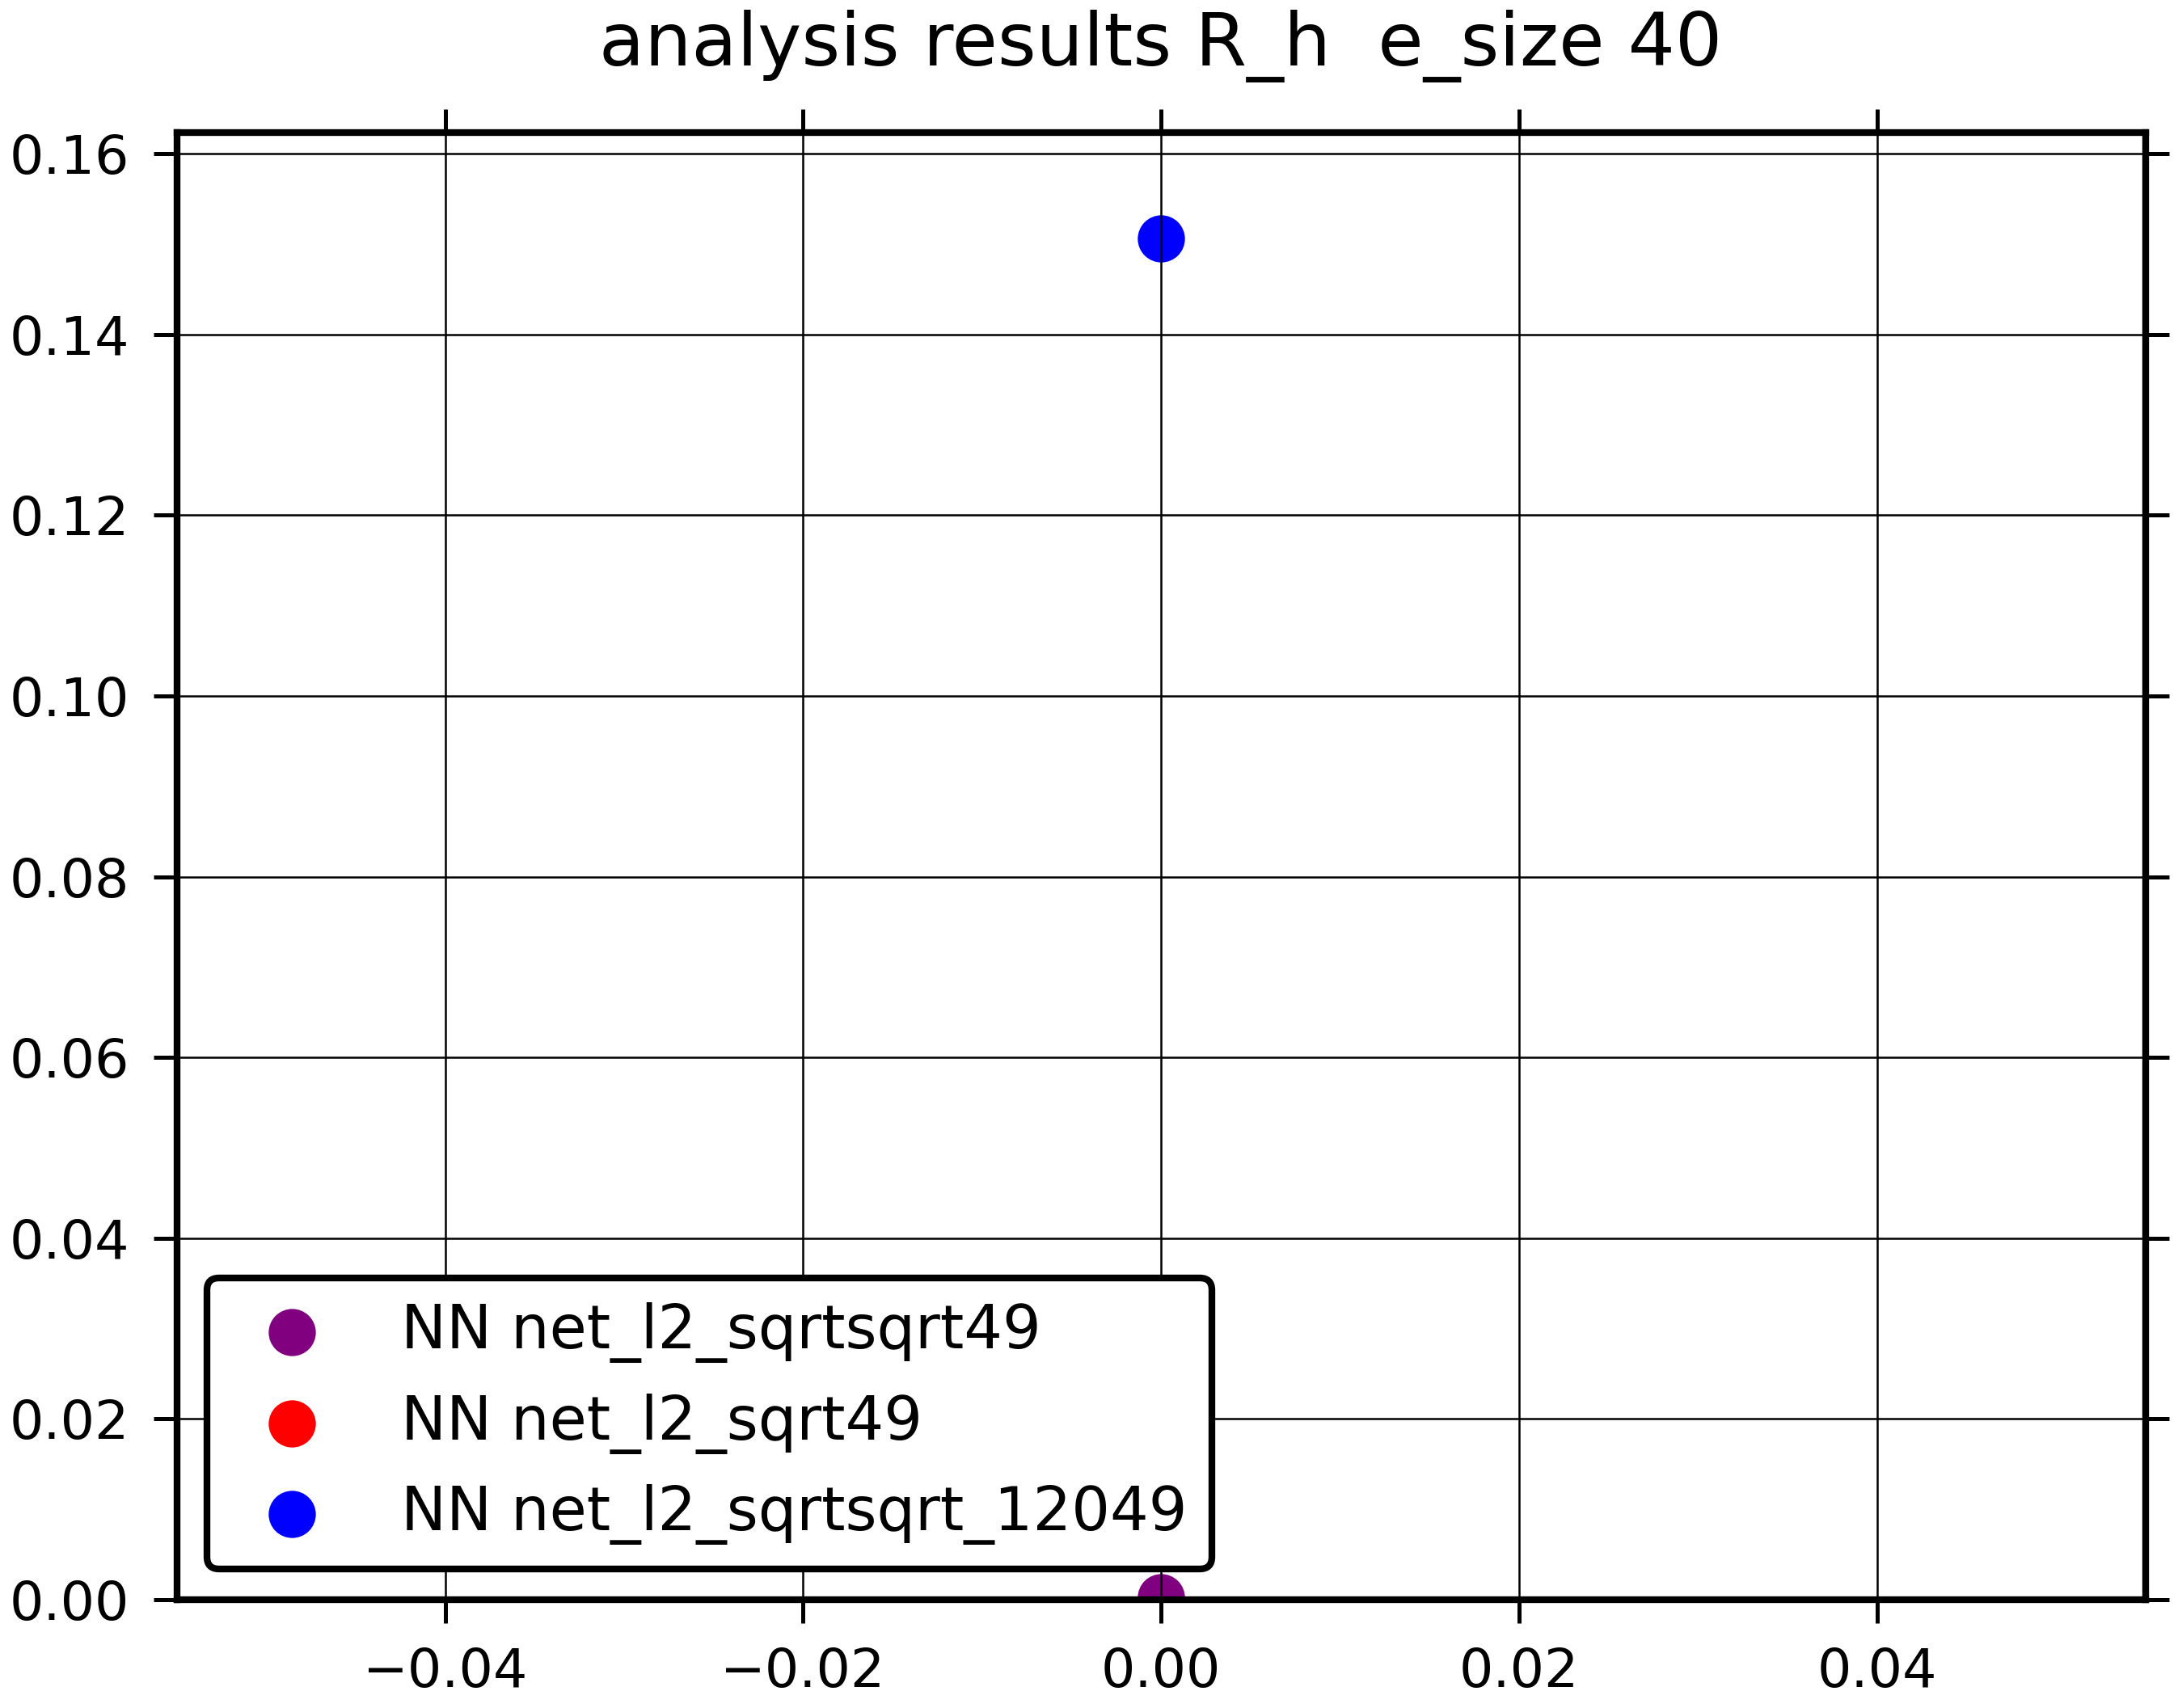 analysis results R_h  e_size 40
0.16
0.14
0.12
0.10
0.08
0.06
0.04
0.02
0.00
NN net_l2_sqrtsqrt49
NN net_l2_sqrt49
NN net_l2_sqrtsqrt_12049
−0.04 −0.02 0.00 0.02 0.04